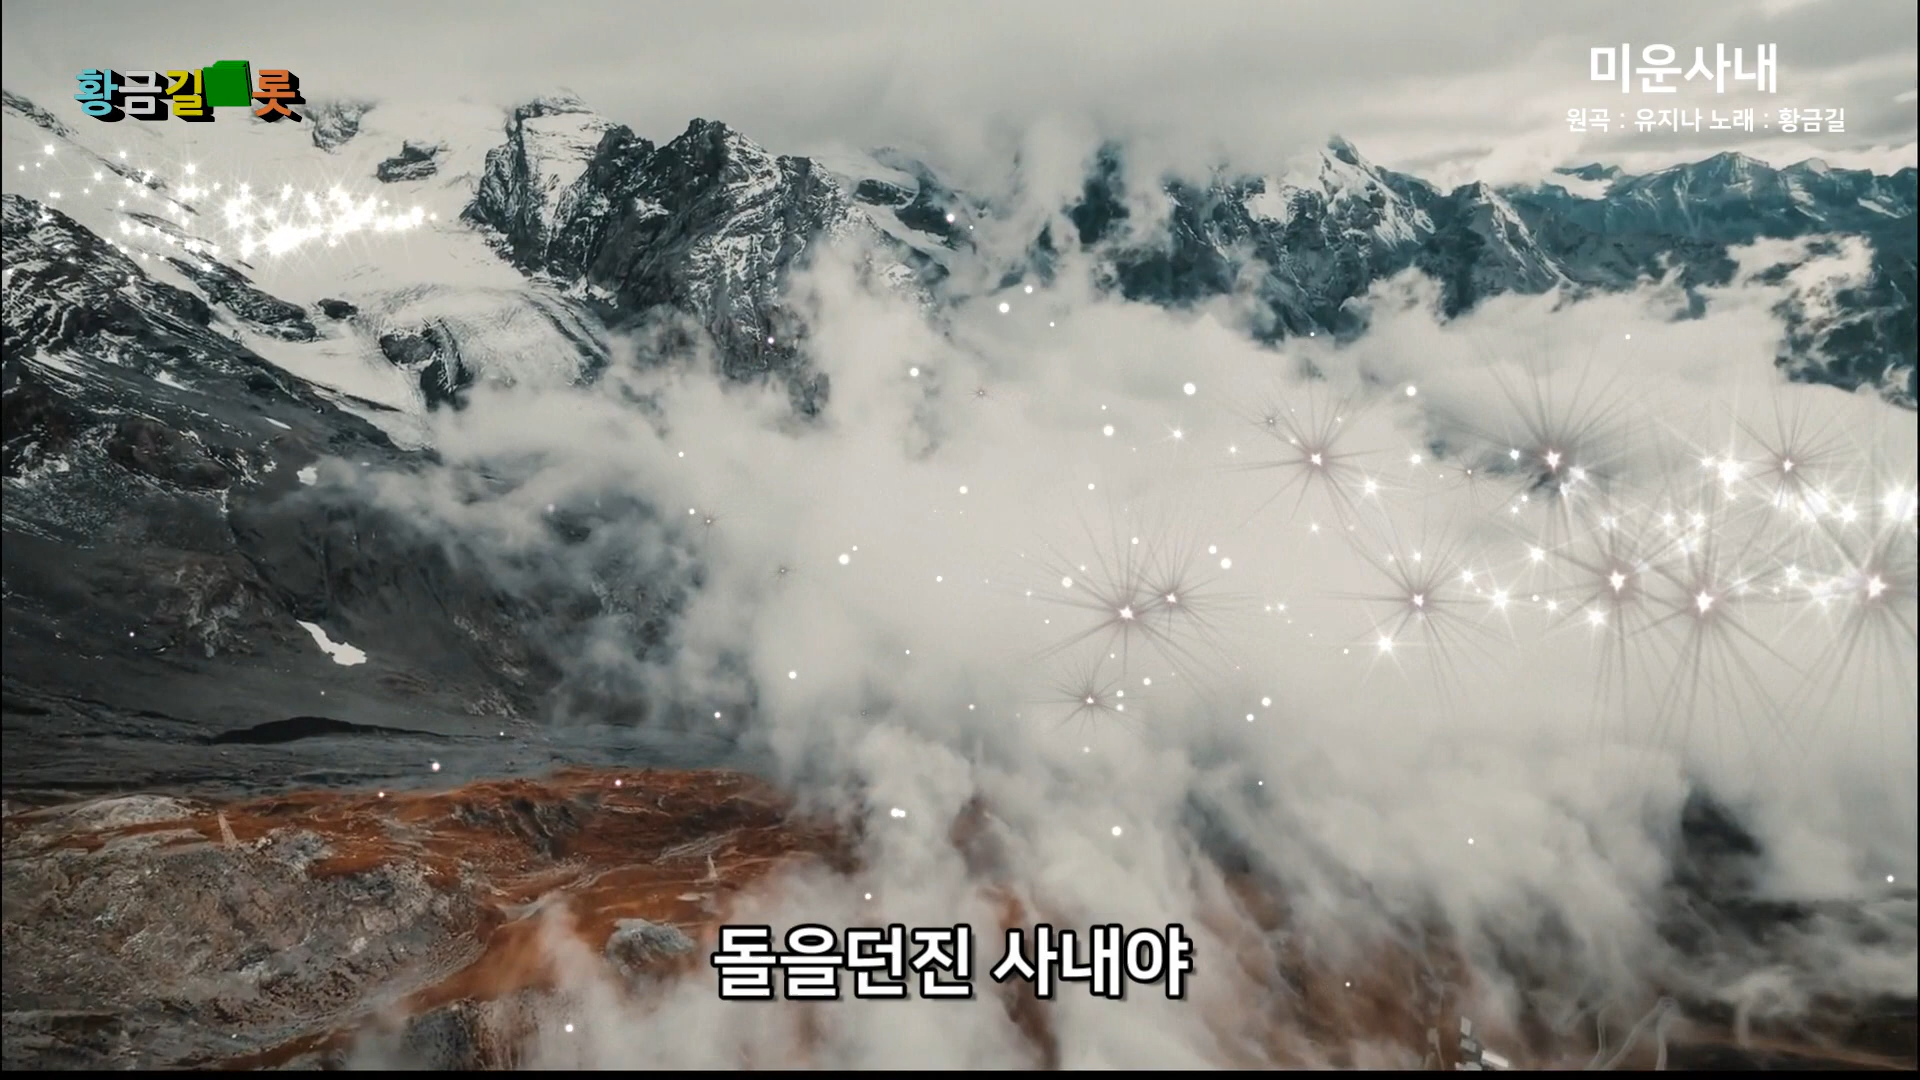 황금길 롯
미운사내
원곡 : 유지나 노래 : 황금길
돌을던진 사내야